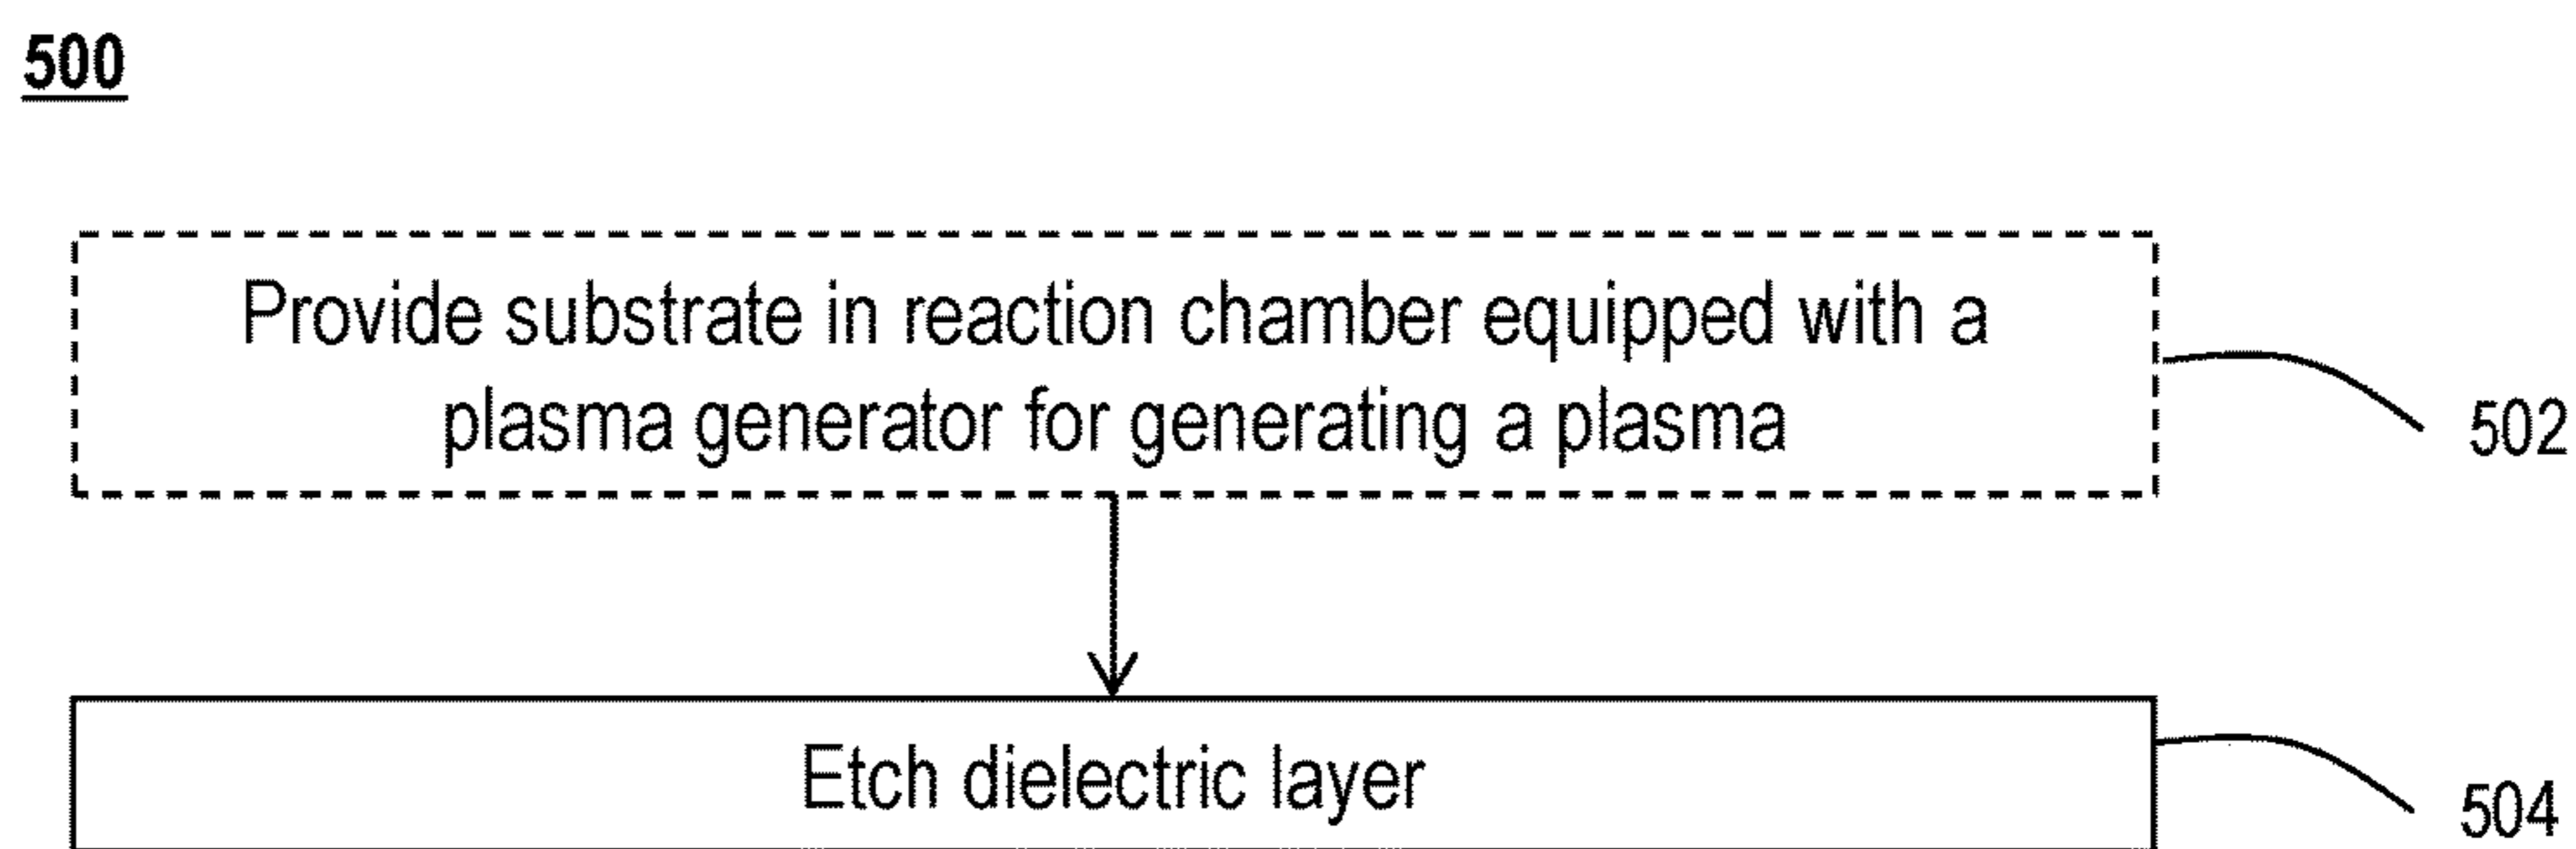 500
Provide substrate in reaction chamber equipped with a
plasma generator for generating a plasma
502
Etch dielectric layer
504